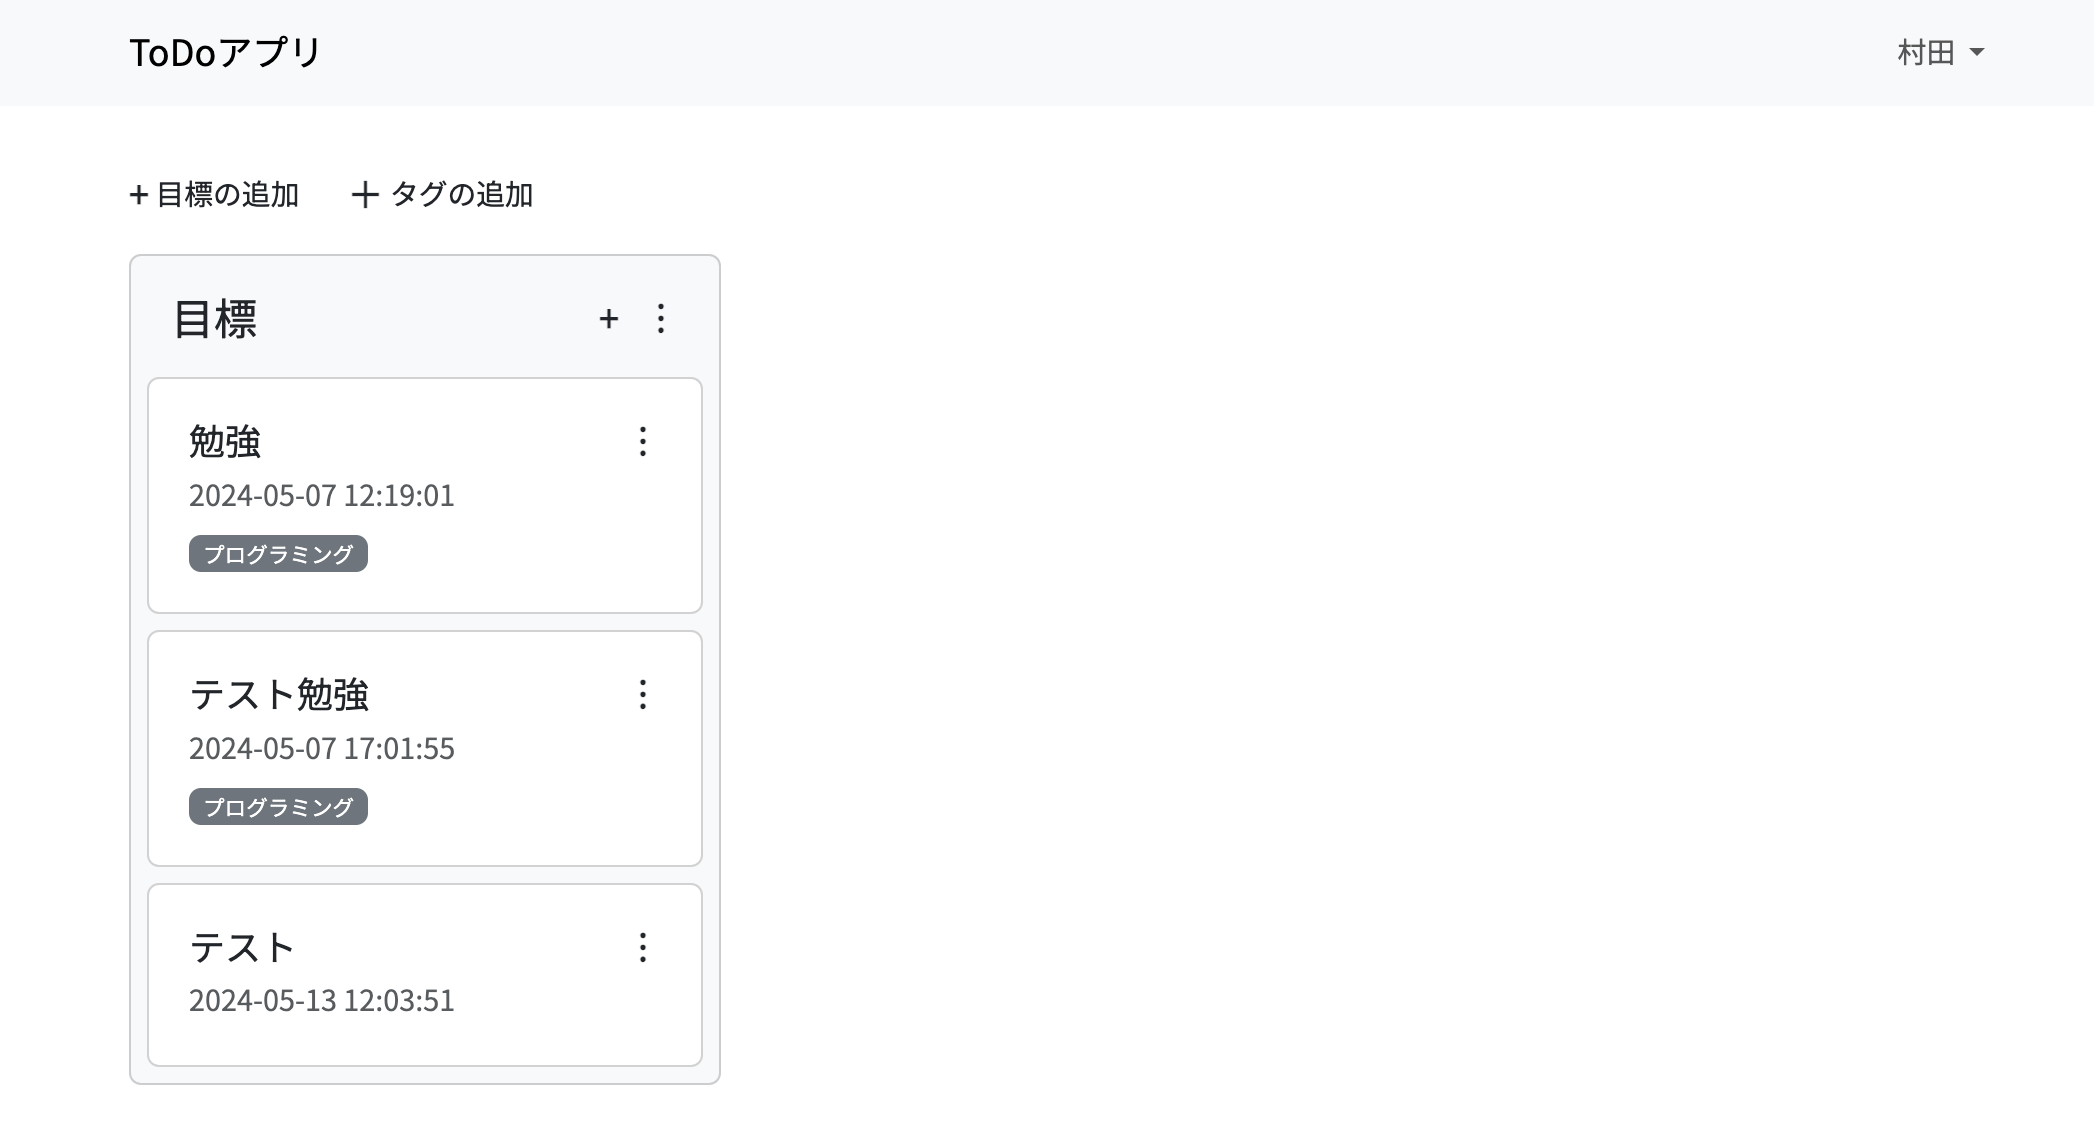 ToDoアプリ
村田
+ 目標の追加
+ タグの追加
目標
+
勉強
2024-05-07 12:19:01
プログラミング
テスト勉強
2024-05-07 17:01:55
プログラミング
テスト
2024-05-13 12:03:51